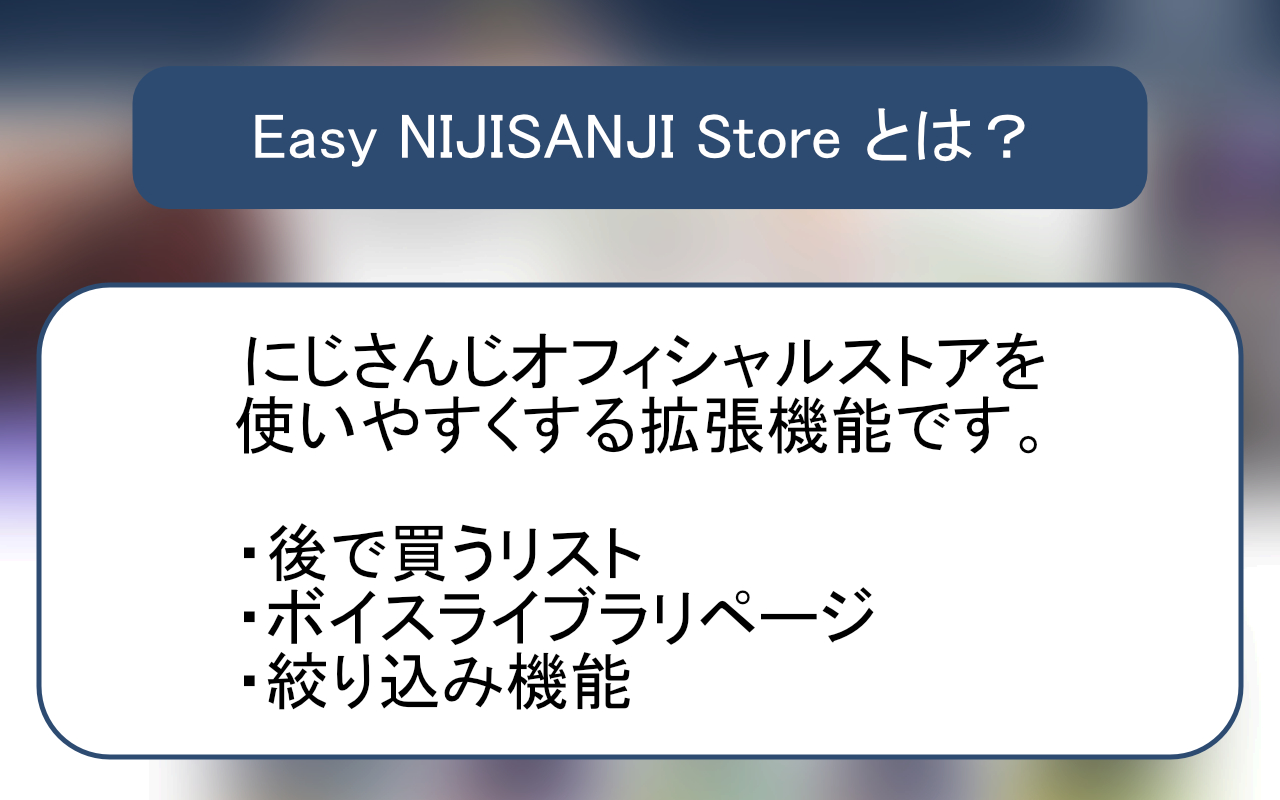 Easy NIJISANJI Store とは？
にじさんじオフィシャルストアを
使いやすくする拡張機能です。
・後で買うリスト
・ボイスライブラリページ
・絞り込み機能